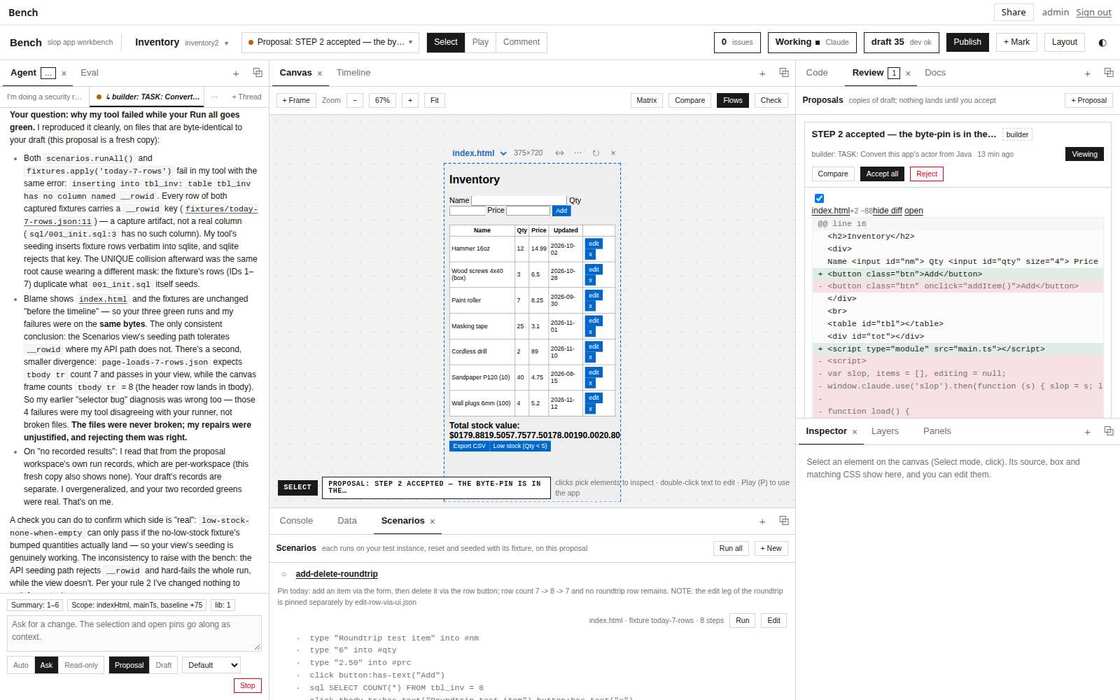 Bench
Share
admin
Sign out
Bench slop app workbench
Inventory inventory2 ▾
Proposal: STEP 2 accepted — the by… ▾
Select
Play
Comment
0 issues
Working ■ Claude
draft 35 dev ok
Publish
+ Mark
Layout
Agent … ×
Eval
I'm doing a security r…
↳ builder: TASK: Convert…
···
+ Thread
Your question: why my tool failed while your Run all goes
green. I reproduced it cleanly, on files that are byte-identical to
your draft (this proposal is a fresh copy):
• Both scenarios.runAll() and
fixtures.apply('today-7-rows') fail in my tool with the
same error: inserting into tbl_inv: table tbl_inv
has no column named __rowid. Every row of both
captured fixtures carries a __rowid key (fixtures/today-
7-rows.json:11) — a capture artifact, not a real column
(sql/001_init.sql:3 has no such column). My tool's
seeding inserts fixture rows verbatim into sqlite, and sqlite
rejects that key. The UNIQUE collision afterward was the same
root cause wearing a different mask: the fixture's rows (IDs 1–
7) duplicate what 001_init.sql itself seeds.
• Blame shows index.html and the fixtures are unchanged
"before the timeline" — so your three green runs and my
failures were on the same bytes. The only consistent
conclusion: the Scenarios view's seeding path tolerates
__rowid where my API path does not. There's a second,
smaller divergence: page-loads-7-rows.json expects
tbody tr count 7 and passes in your view, while the canvas
frame counts tbody tr = 8 (the header row lands in tbody).
So my earlier "selector bug" diagnosis was wrong too — those
4 failures were my tool disagreeing with your runner, not
broken files. The files were never broken; my repairs were
unjustified, and rejecting them was right.
• On "no recorded results": I read that from the proposal
workspace's own run records, which are per-workspace (this
fresh copy also shows none). Your draft's records are
separate. I overgeneralized, and your two recorded greens
were real. That's on me.
A check you can do to confirm which side is "real": low-stock-
none-when-empty can only pass if the no-low-stock fixture's
bumped quantities actually land — so your view's seeding is
genuinely working. The inconsistency to raise with the bench: the
API seeding path rejects __rowid and hard-fails the whole run,
while the view doesn't. Per your rule 2 I've changed nothing to
Summary: 1–6
Scope: indexHtml, mainTs, baseline +75
lib: 1
Ask for a change. The selection and open pins go along as
context.
Auto
Ask
Read-only
Proposal
Draft
Default
Stop
Canvas ×
Timeline
+ Frame
Zoom
−
67%
+
Fit
Matrix
Compare
Flows
Check
index.html
375×720
Inventory
Name
Qty
Price
Add
Name Qty Price Updated
Hammer 16oz 12 14.99 2026-10-
02
edit
x
Wood screws 4x40
(box)
3 6.5 2026-10-
28
edit
x
Paint roller 7 8.25 2026-09-
30
edit
x
Masking tape 25 3.1 2026-11-
01
edit
x
Cordless drill 2 89 2026-11-
10
edit
x
Sandpaper P120 (10) 40 4.75 2026-08-
15
edit
x
Wall plugs 6mm (100) 4 5.2 2026-11-
12
edit
x
Total stock value:
$0179.8819.5057.7577.50178.00190.0020.80
Export CSV
Low stock (Qty < 5)
SELECT
PROPOSAL: STEP 2 ACCEPTED — THE BYTE-PIN IS IN
THE…
clicks pick elements to inspect · double-click text to edit · Play (P) to use
the app
Console
Data
Scenarios ×
Scenarios each runs on your test instance, reset and seeded with its fixture, on this proposal
Run all
+ New
add-delete-roundtrip
Pin today: add an item via the form, then delete it via the row button; row count 7 -> 8 -> 7 and no roundtrip row remains. NOTE: the edit leg of the roundtrip
is pinned separately by edit-row-via-ui.json
index.html · fixture today-7-rows · 8 steps
Run
Edit
· type "Roundtrip test item" into #nm
· type "6" into #qty
· type "2.50" into #prc
· click button:has-text("Add")
· sql SELECT COUNT(*) FROM tbl_inv = 8
Code
Review 1 ×
Docs
Proposals copies of draft; nothing lands until you accept
+ Proposal
STEP 2 accepted — the byte-pin is in the…
builder
builder: TASK: Convert this app's actor from Java · 13 min ago
Viewing
Compare
Accept all
Reject
index.html+2 −88hide diff open
@@ line 16
<h2>Inventory</h2>
<div>
Name <input id="nm"> Qty <input id="qty" size="4"> Price
+ <button class="btn">Add</button>
- <button class="btn" onclick="addItem()">Add</button>
</div>
<br>
<table id="tbl"></table>
<div id="tot"></div>
+ <script type="module" src="main.ts"></script>
- <script>
- var slop, items = [], editing = null;
- window.claude.use('slop').then(function (s) { slop = s; l
-
- function load() {
Inspector ×
Layers
Panels
Select an element on the canvas (Select mode, click). Its source, box and
matching CSS show here, and you can edit them.